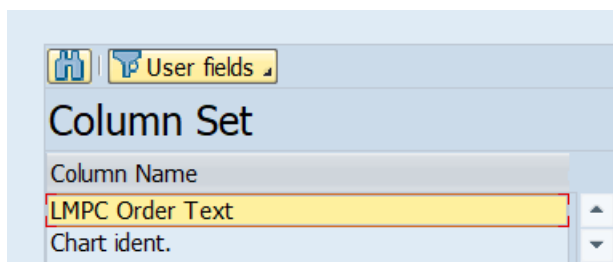 User fields
Column Set
Column Name
LMPC Order Text
Chart ident.